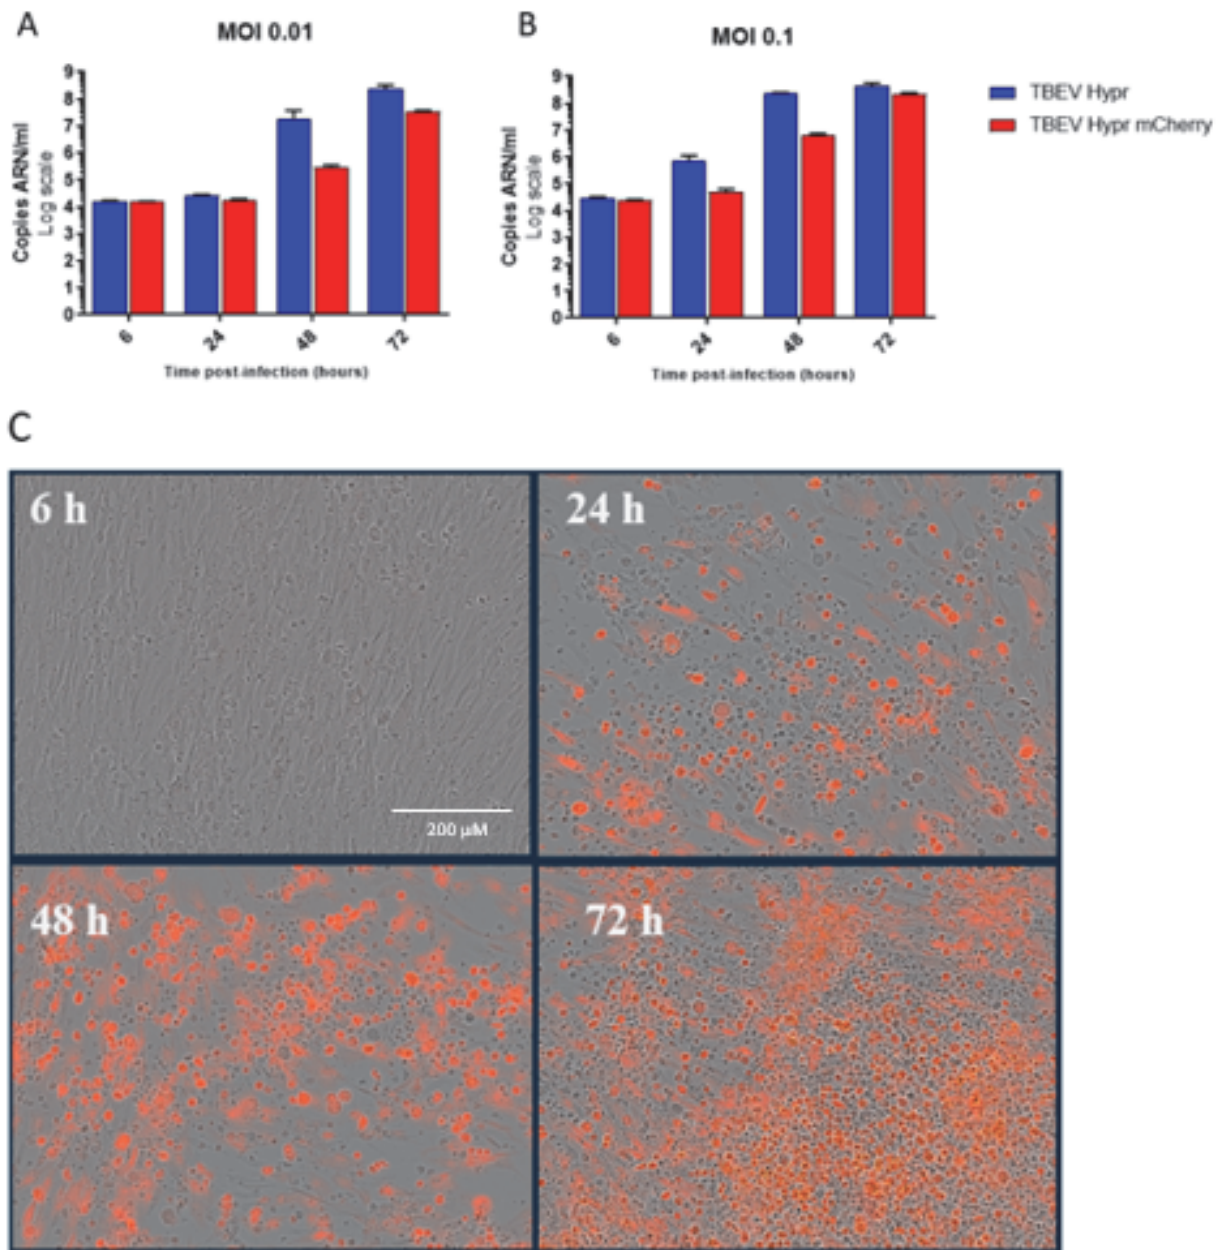 A
MOI 0.01
Copies ARN/ml
Log scale
9
8
7
6
5
4
3
2
1
0
6
24
48
72
Time post-infection (hours)
B
MOI 0.1
Copies ARN/ml
Log scale
9
8
7
6
5
4
3
2
1
0
6
24
48
72
Time post-infection (hours)
TBEV Hypr
TBEV Hypr mCherry
C
6 h
200 µM
24 h
48 h
72 h